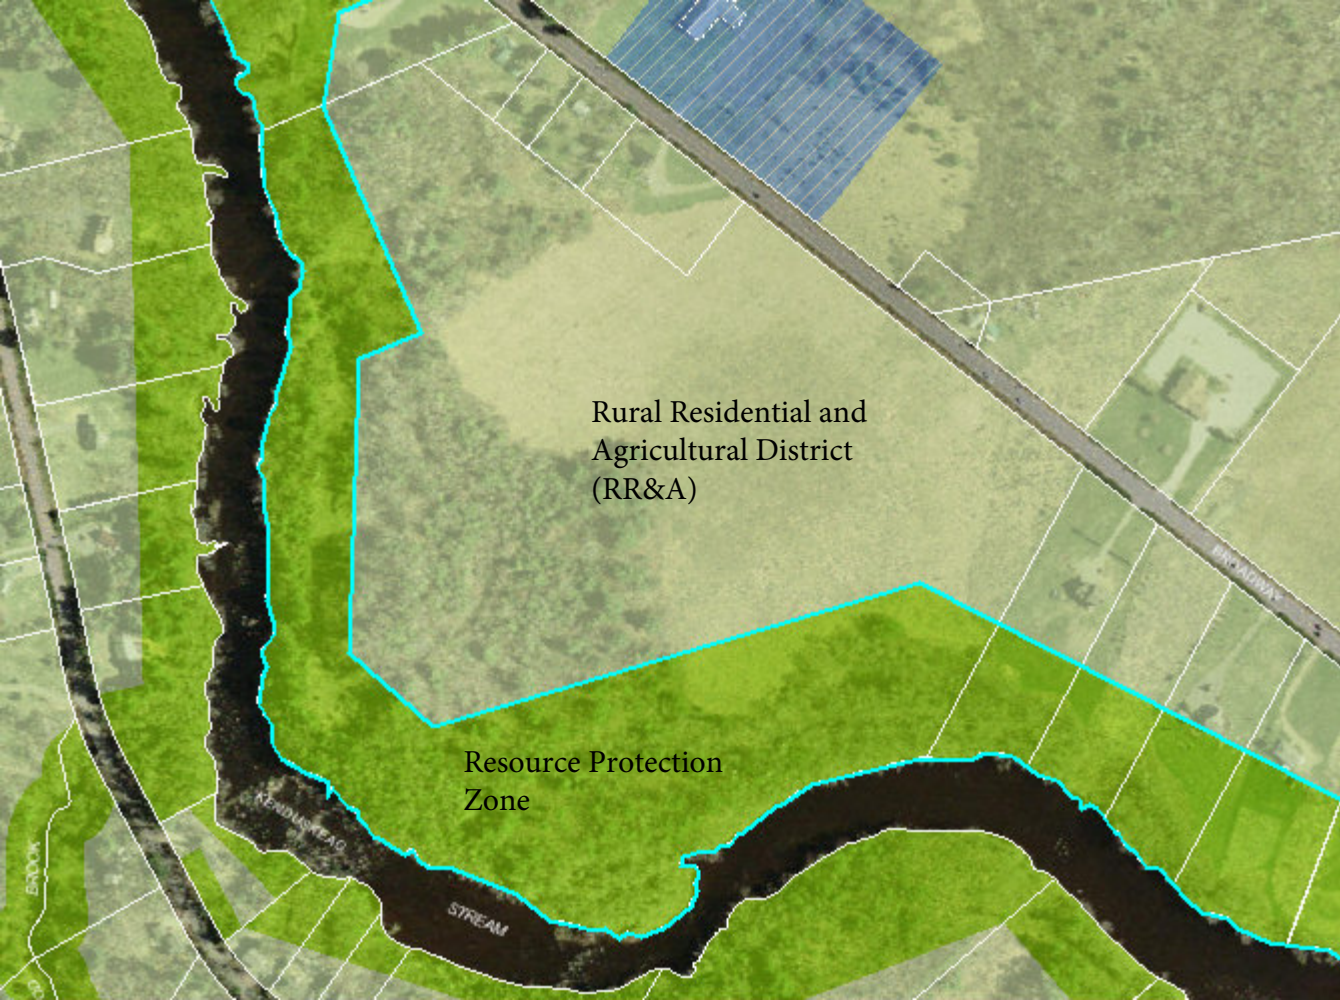 Rural Residential and
Agricultural District
(RR&A)
BROADWAY
Resource Protection
Zone
KENDUSKEAG
STREAM
BROOK